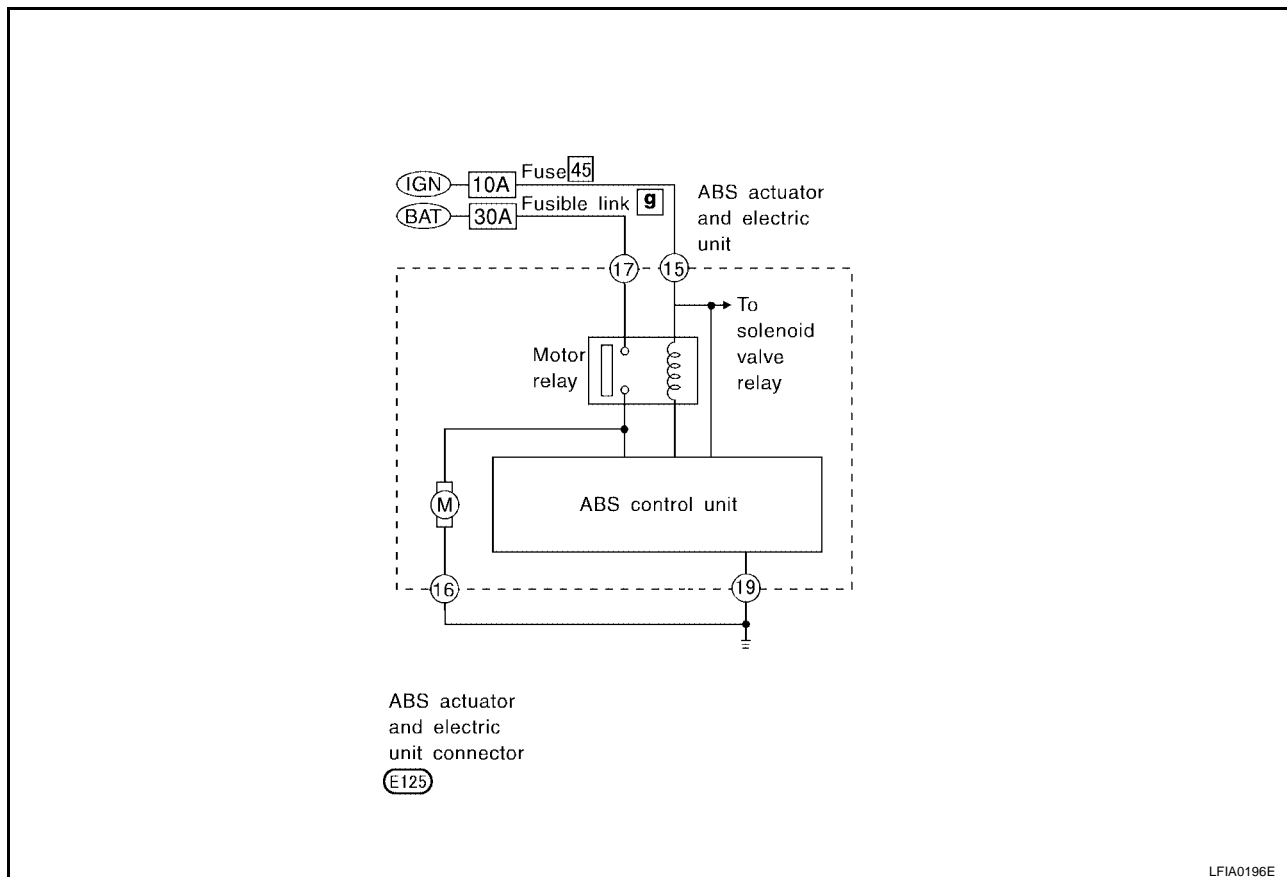 IGN 10A Fuse 45
BAT 30A Fusible link g
ABS actuator
and electric
unit
17 15
To
solenoid
valve
relay
Motor
relay
ABS control unit
M
16 19
ABS actuator
and electric
unit connector
E125
LFIA0196E